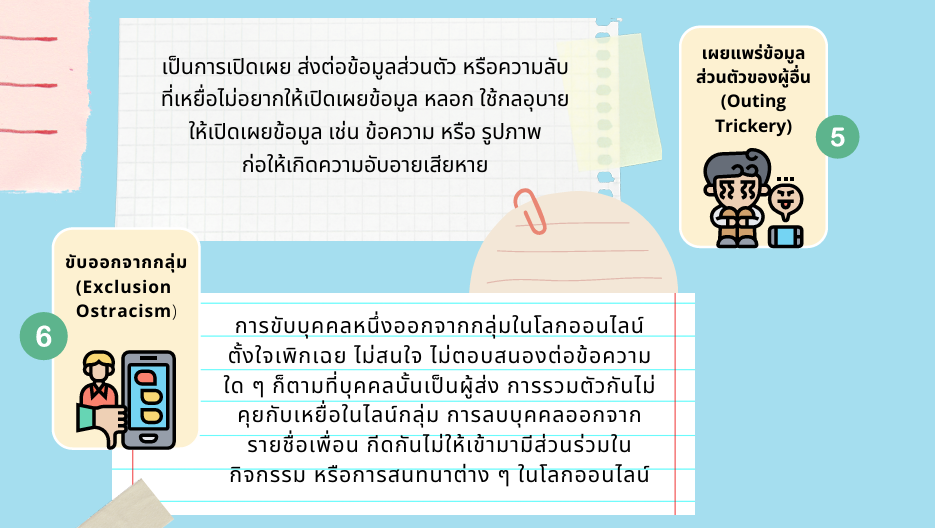 เป็นการเปิดเผย ส่งต่อข้อมูลส่วนตัว หรือความลับ
ที่เหยื่อไม่อยากให้เปิดเผยข้อมูล หลอก ใช้กลอุบาย
ให้เปิดเผยข้อมูล เช่น ข้อความ หรือ รูปภาพ
ก่อให้เกิดความอับอายเสียหาย
เผยแพร่ข้อมูล
ส่วนตัวของผู้อื่น
(Outing
Trickery)
5
ขับออกจากกลุ่ม
(Exclusion
Ostracism)
6
การขับบุคคลหนึ่งออกจากกลุ่มในโลกออนไลน์
ตั้งใจเพิกเฉย ไม่สนใจ ไม่ตอบสนองต่อข้อความ
ใด ๆ ก็ตามที่บุคคลนั้นเป็นผู้ส่ง การรวมตัวกันไม่
คุยกับเหยื่อในไลน์กลุ่ม การลบบุคคลออกจาก
รายชื่อเพื่อน กีดกันไม่ให้เข้ามามีส่วนร่วมใน
กิจกรรม หรือการสนทนาต่าง ๆ ในโลกออนไลน์